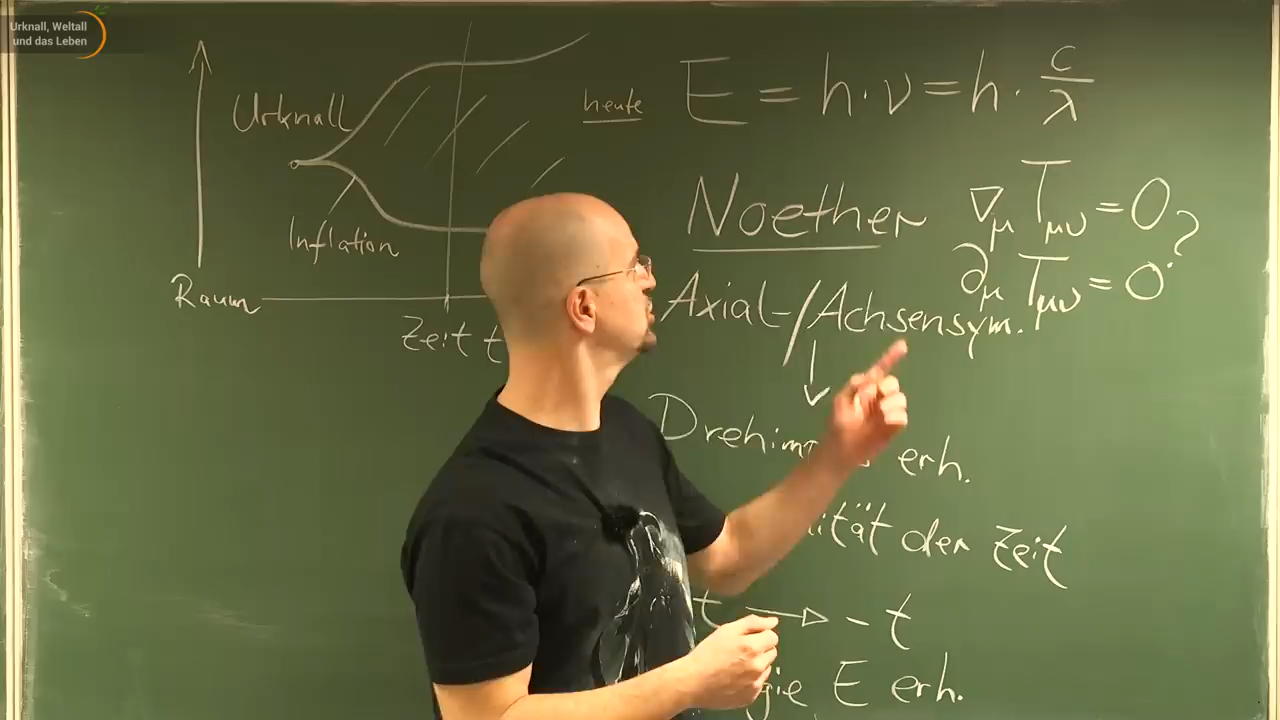 Urknall, Weltall
und das Leben
Urknall
Inflation
Raum
Zeit t
heute
E = h·ν = h · c/λ
Noether
∇μ Tμν = 0
∂μ Tμν = 0
?
Axial-/Achsensym.
↓
erh.
der Zeit
t → -t
E erh.